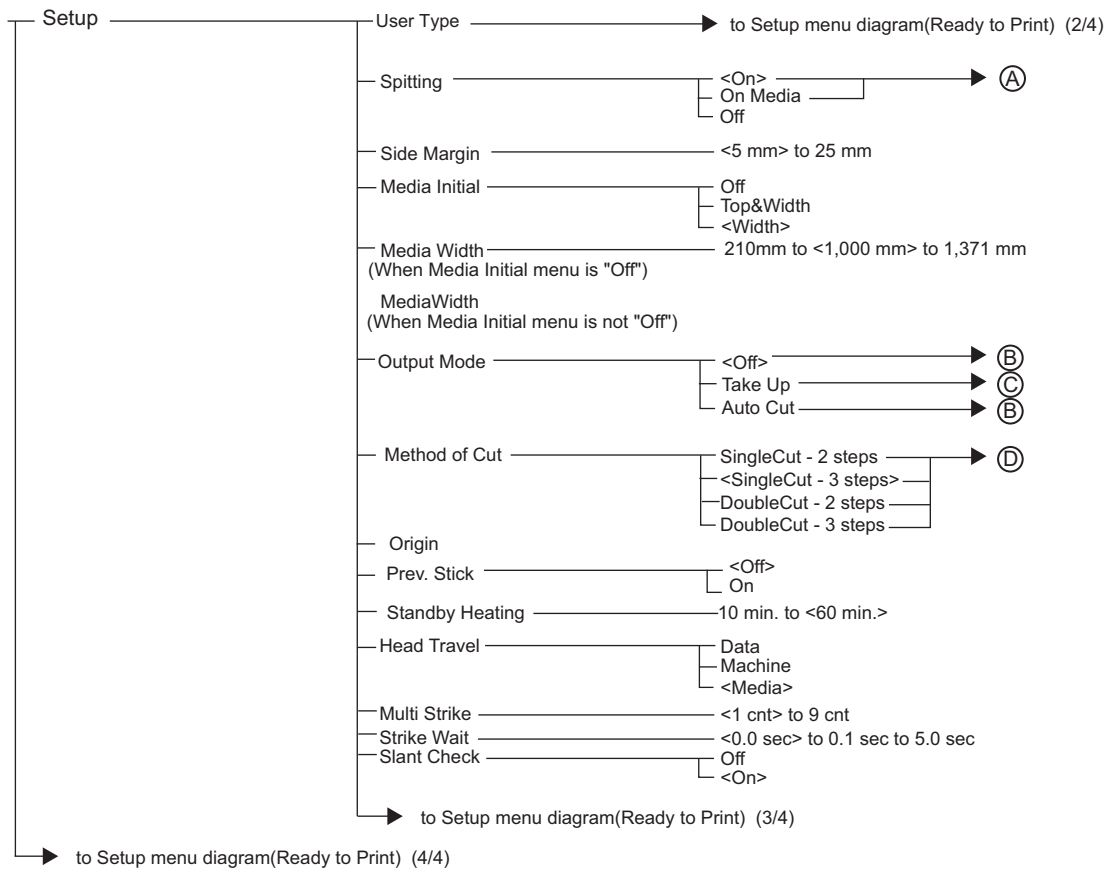 Setup
User Type
to Setup menu diagram(Ready to Print) (2/4)
Spitting
<On>
A
On Media
Off
Side Margin
<5 mm> to 25 mm
Media Initial
Off
Top&Width
<Width>
Media Width
210mm to <1,000 mm> to 1,371 mm
(When Media Initial menu is "Off")
MediaWidth
(When Media Initial menu is not "Off")
Output Mode
<Off>
B
Take Up
C
Auto Cut
B
Method of Cut
SingleCut - 2 steps
D
<SingleCut - 3 steps>
DoubleCut - 2 steps
DoubleCut - 3 steps
Origin
Prev. Stick
<Off>
On
Standby Heating
10 min. to <60 min.>
Head Travel
Data
Machine
<Media>
Multi Strike
<1 cnt> to 9 cnt
Strike Wait
<0.0 sec> to 0.1 sec to 5.0 sec
Slant Check
Off
<On>
to Setup menu diagram(Ready to Print) (3/4)
to Setup menu diagram(Ready to Print) (4/4)